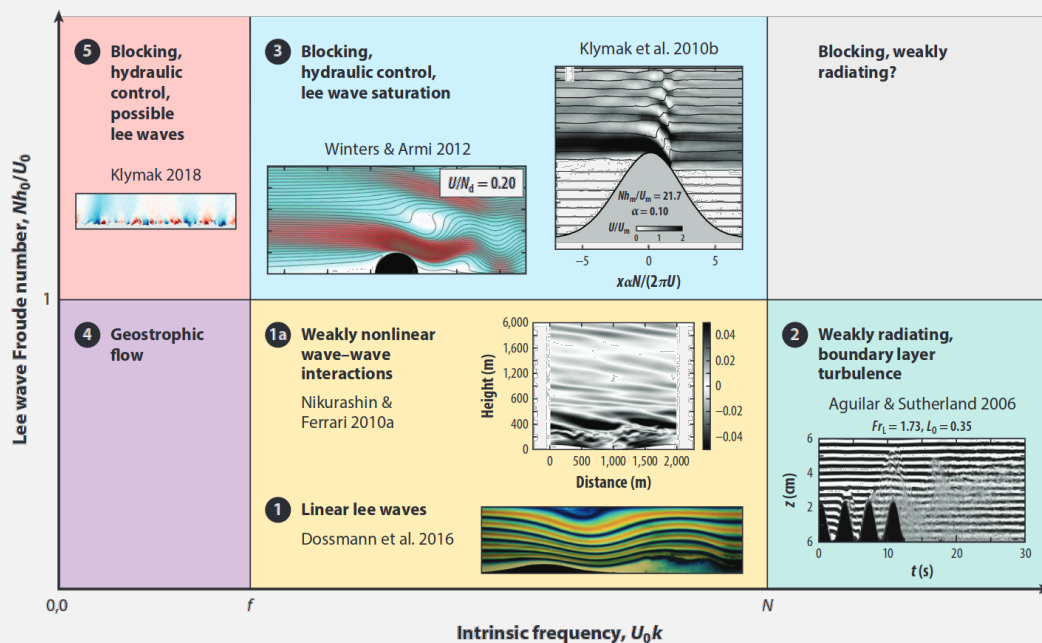 Lee wave Froude number, Nh₀/U₀
1
0,0
f
N
Intrinsic frequency, U₀k
5
Blocking,
hydraulic
control,
possible
lee waves
Klymak 2018
3
Blocking,
hydraulic control,
lee wave saturation
Winters & Armi 2012
U/N_d = 0.20
Klymak et al. 2010b
Nh_m/U_m = 21.7
α = 0.10
U/U_m
0 1 2
−5 0 5
xαN/(2πU)
Blocking, weakly
radiating?
4
Geostrophic
flow
1a
Weakly nonlinear
wave–wave
interactions
Nikurashin &
Ferrari 2010a
Height (m)
6,000
1,600
1,200
600
400
0
0 500 1,000 1,500 2,000
Distance (m)
0.04
0.02
0
−0.02
−0.04
1
Linear lee waves
Dossmann et al. 2016
2
Weakly radiating,
boundary layer
turbulence
Aguilar & Sutherland 2006
Fr_L = 1.73, L₀ = 0.35
z (cm)
6
4
2
6
0 10 20 30
t (s)